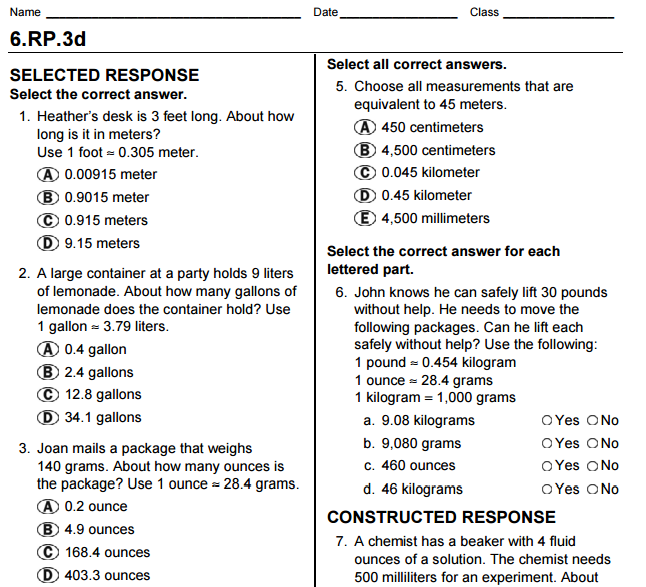 Name Date Class
6.RP.3d
SELECTED RESPONSE
Select the correct answer.
1. Heather's desk is 3 feet long. About how
long is it in meters?
Use 1 foot ≈ 0.305 meter.
A 0.00915 meter
B 0.9015 meter
C 0.915 meters
D 9.15 meters
2. A large container at a party holds 9 liters
of lemonade. About how many gallons of
lemonade does the container hold? Use
1 gallon ≈ 3.79 liters.
A 0.4 gallon
B 2.4 gallons
C 12.8 gallons
D 34.1 gallons
3. Joan mails a package that weighs
140 grams. About how many ounces is
the package? Use 1 ounce ≈ 28.4 grams.
A 0.2 ounce
B 4.9 ounces
C 168.4 ounces
D 403.3 ounces
Select all correct answers.
5. Choose all measurements that are
equivalent to 45 meters.
A 450 centimeters
B 4,500 centimeters
C 0.045 kilometer
D 0.45 kilometer
E 4,500 millimeters
Select the correct answer for each
lettered part.
6. John knows he can safely lift 30 pounds
without help. He needs to move the
following packages. Can he lift each
safely without help? Use the following:
1 pound ≈ 0.454 kilogram
1 ounce ≈ 28.4 grams
1 kilogram = 1,000 grams
a. 9.08 kilograms Yes No
b. 9,080 grams Yes No
c. 460 ounces Yes No
d. 46 kilograms Yes No
CONSTRUCTED RESPONSE
7. A chemist has a beaker with 4 fluid
ounces of a solution. The chemist needs
500 milliliters for an experiment. About